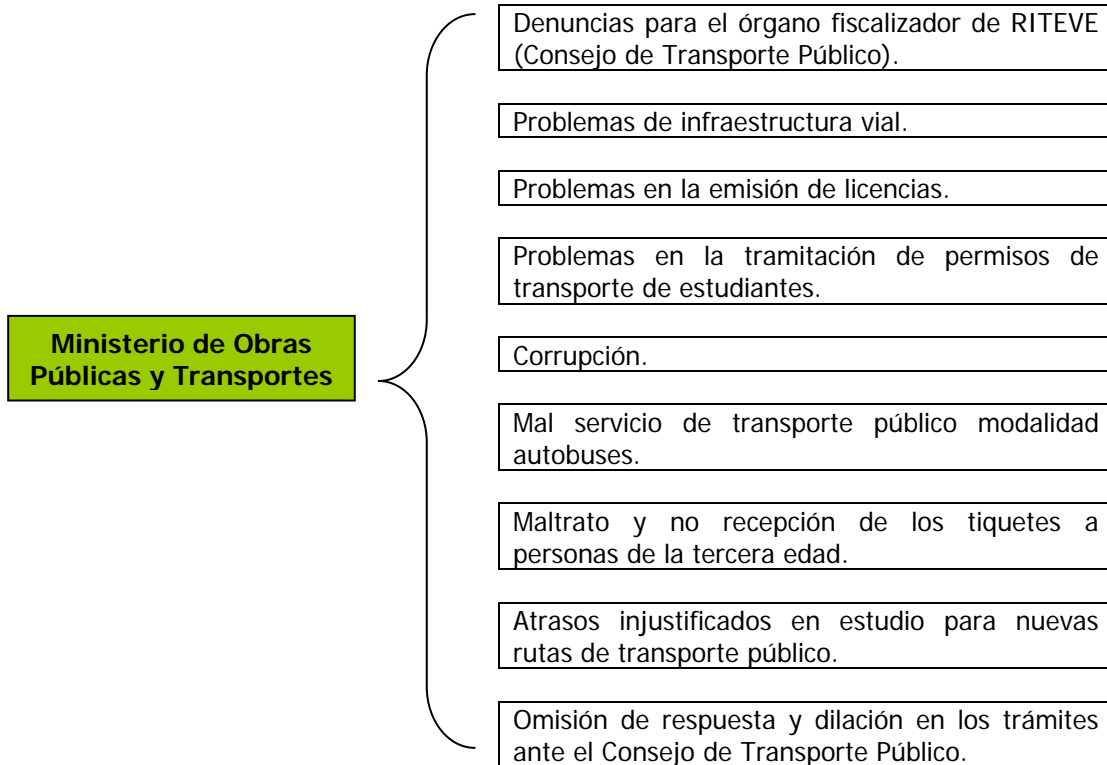 Ministerio de Obras
Públicas y Transportes
Denuncias para el órgano fiscalizador de RITEVE
(Consejo de Transporte Público).
Problemas de infraestructura vial.
Problemas en la emisión de licencias.
Problemas en la tramitación de permisos de
transporte de estudiantes.
Corrupción.
Mal servicio de transporte público modalidad
autobuses.
Maltrato y no recepción de los tiquetes a
personas de la tercera edad.
Atrasos injustificados en estudio para nuevas
rutas de transporte público.
Omisión de respuesta y dilación en los trámites
ante el Consejo de Transporte Público.